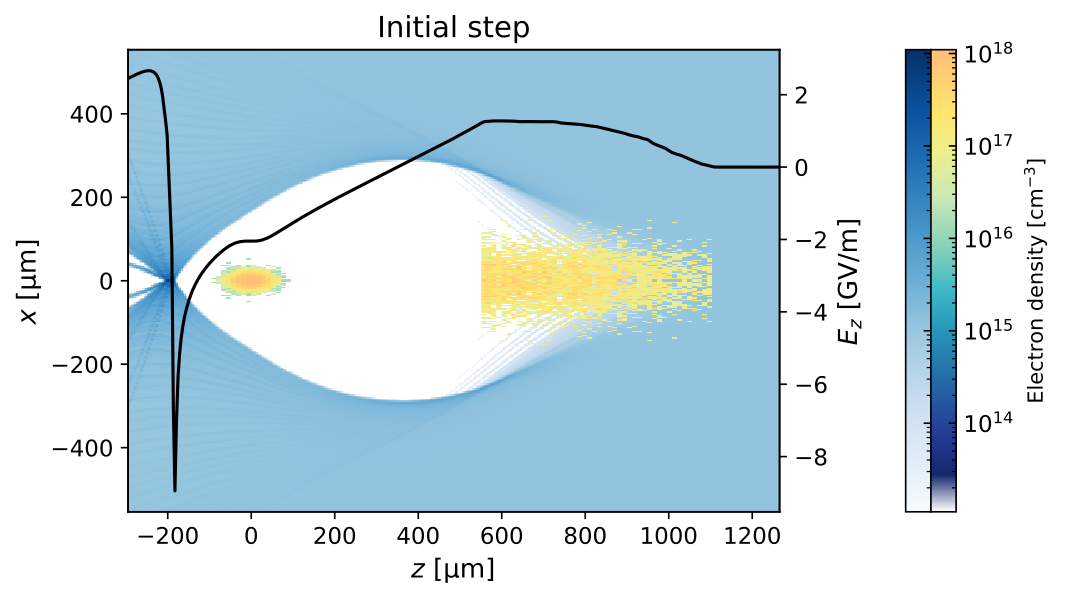 Initial step
400
200
0
−200
−400
x [μm]
−200 0 200 400 600 800 1000 1200
z [μm]
2
0
−2
−4
−6
−8
E_z [GV/m]
10^18
10^17
10^16
10^15
10^14
Electron density [cm^−3]